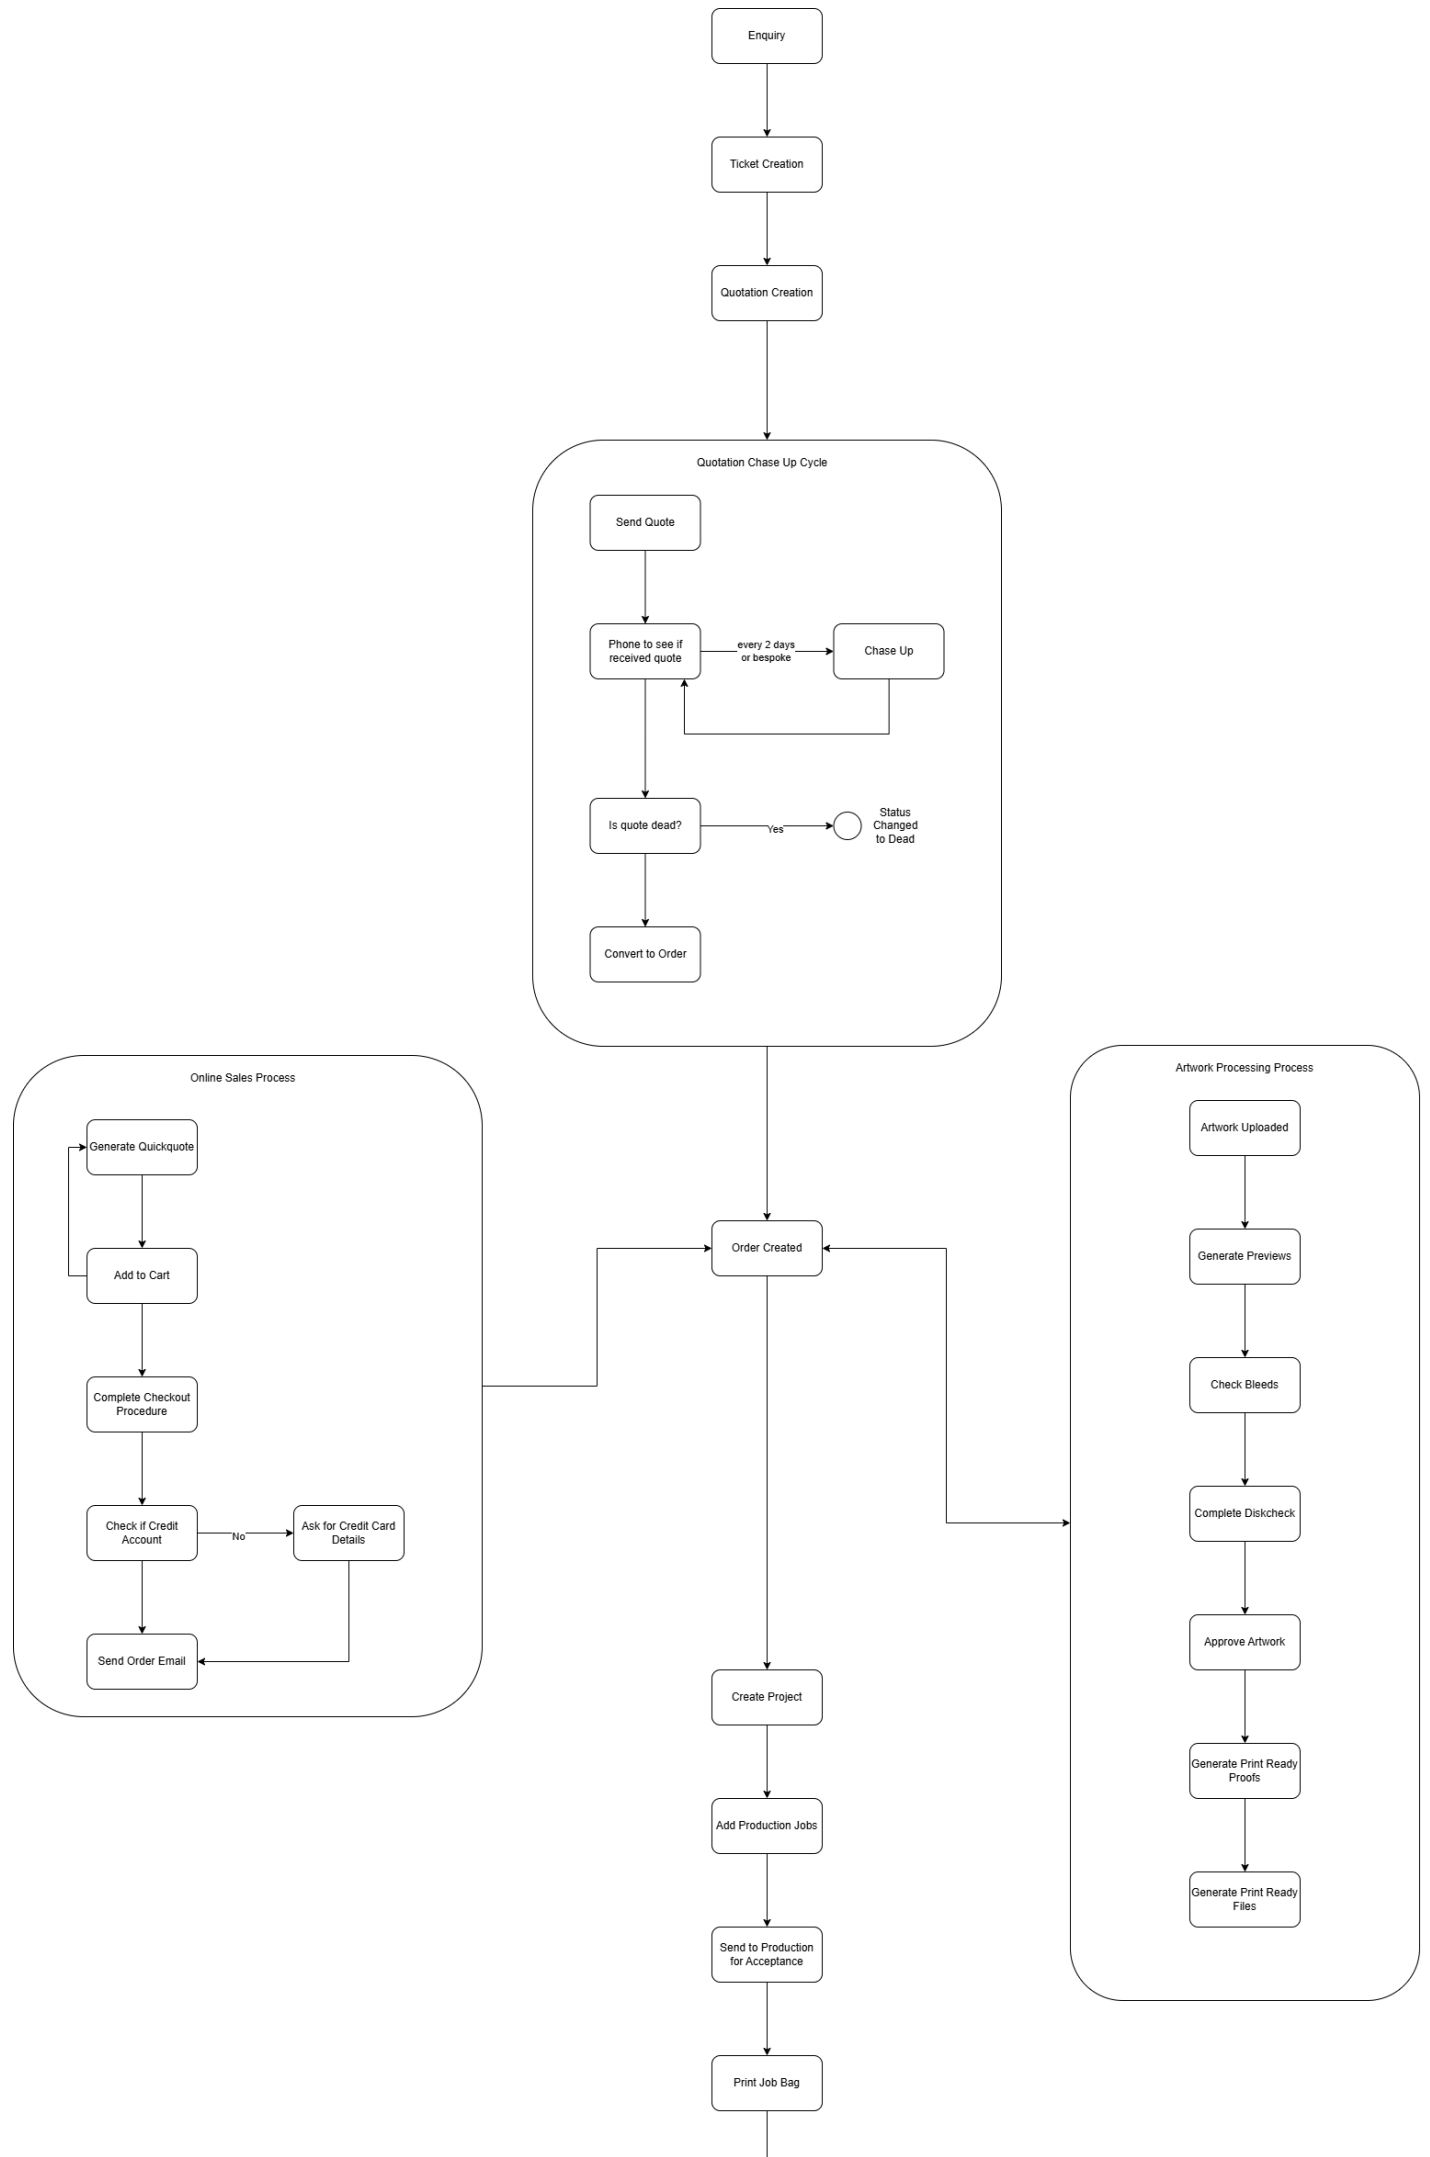 Enquiry
Ticket Creation
Quotation Creation
Quotation Chase Up Cycle
Send Quote
Phone to see if
received quote
every 2 days
or bespoke
Chase Up
Is quote dead?
Yes
Status
Changed
to Dead
Convert to Order
Online Sales Process
Generate Quickquote
Add to Cart
Complete Checkout
Procedure
Check if Credit
Account
No
Ask for Credit Card
Details
Send Order Email
Order Created
Artwork Processing Process
Artwork Uploaded
Generate Previews
Check Bleeds
Complete Diskcheck
Approve Artwork
Generate Print Ready
Proofs
Generate Print Ready
Files
Create Project
Add Production Jobs
Send to Production
for Acceptance
Print Job Bag